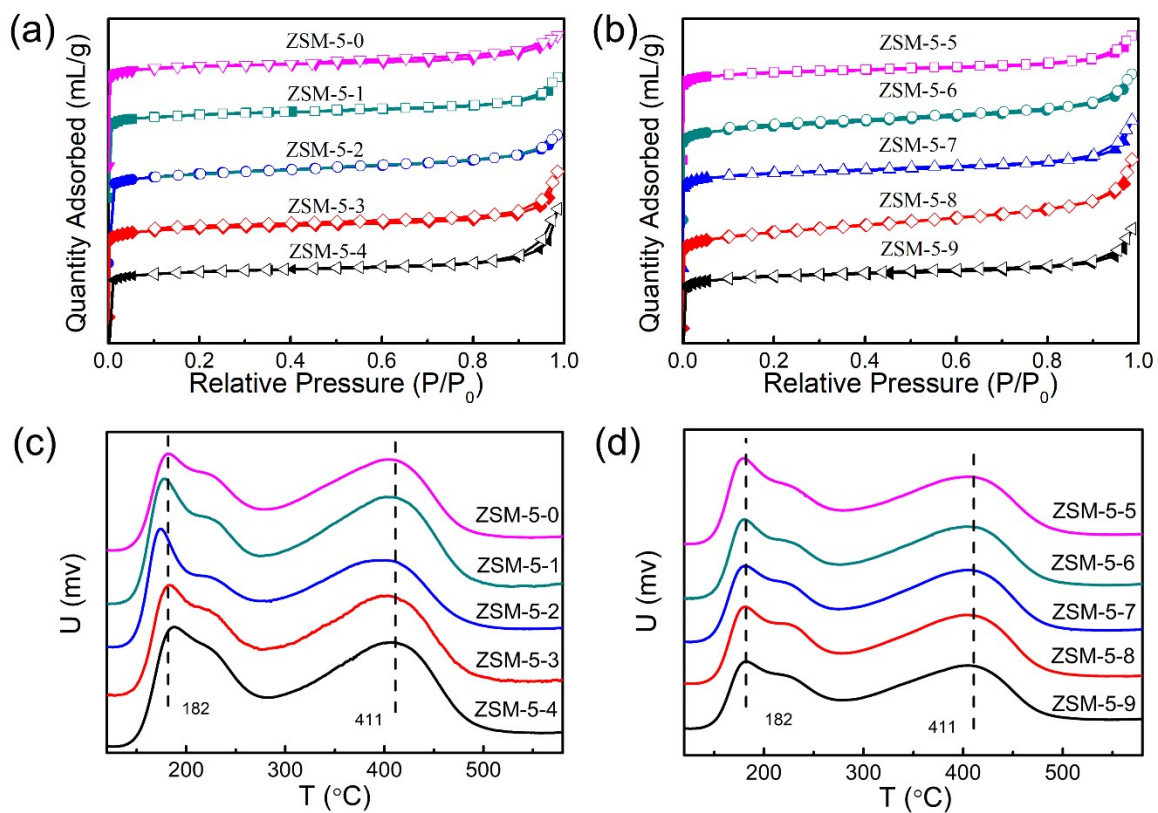 (a)
Quantity Adsorbed (mL/g)
ZSM-5-0
ZSM-5-1
ZSM-5-2
ZSM-5-3
ZSM-5-4
0.0 0.2 0.4 0.6 0.8 1.0
Relative Pressure (P/P0)
(b)
Quantity Adsorbed (mL/g)
ZSM-5-5
ZSM-5-6
ZSM-5-7
ZSM-5-8
ZSM-5-9
0.0 0.2 0.4 0.6 0.8 1.0
Relative Pressure (P/P0)
(c)
U (mv)
ZSM-5-0
ZSM-5-1
ZSM-5-2
ZSM-5-3
ZSM-5-4
182
411
200 300 400 500
T (°C)
(d)
U (mv)
ZSM-5-5
ZSM-5-6
ZSM-5-7
ZSM-5-8
ZSM-5-9
182
411
200 300 400 500
T (°C)